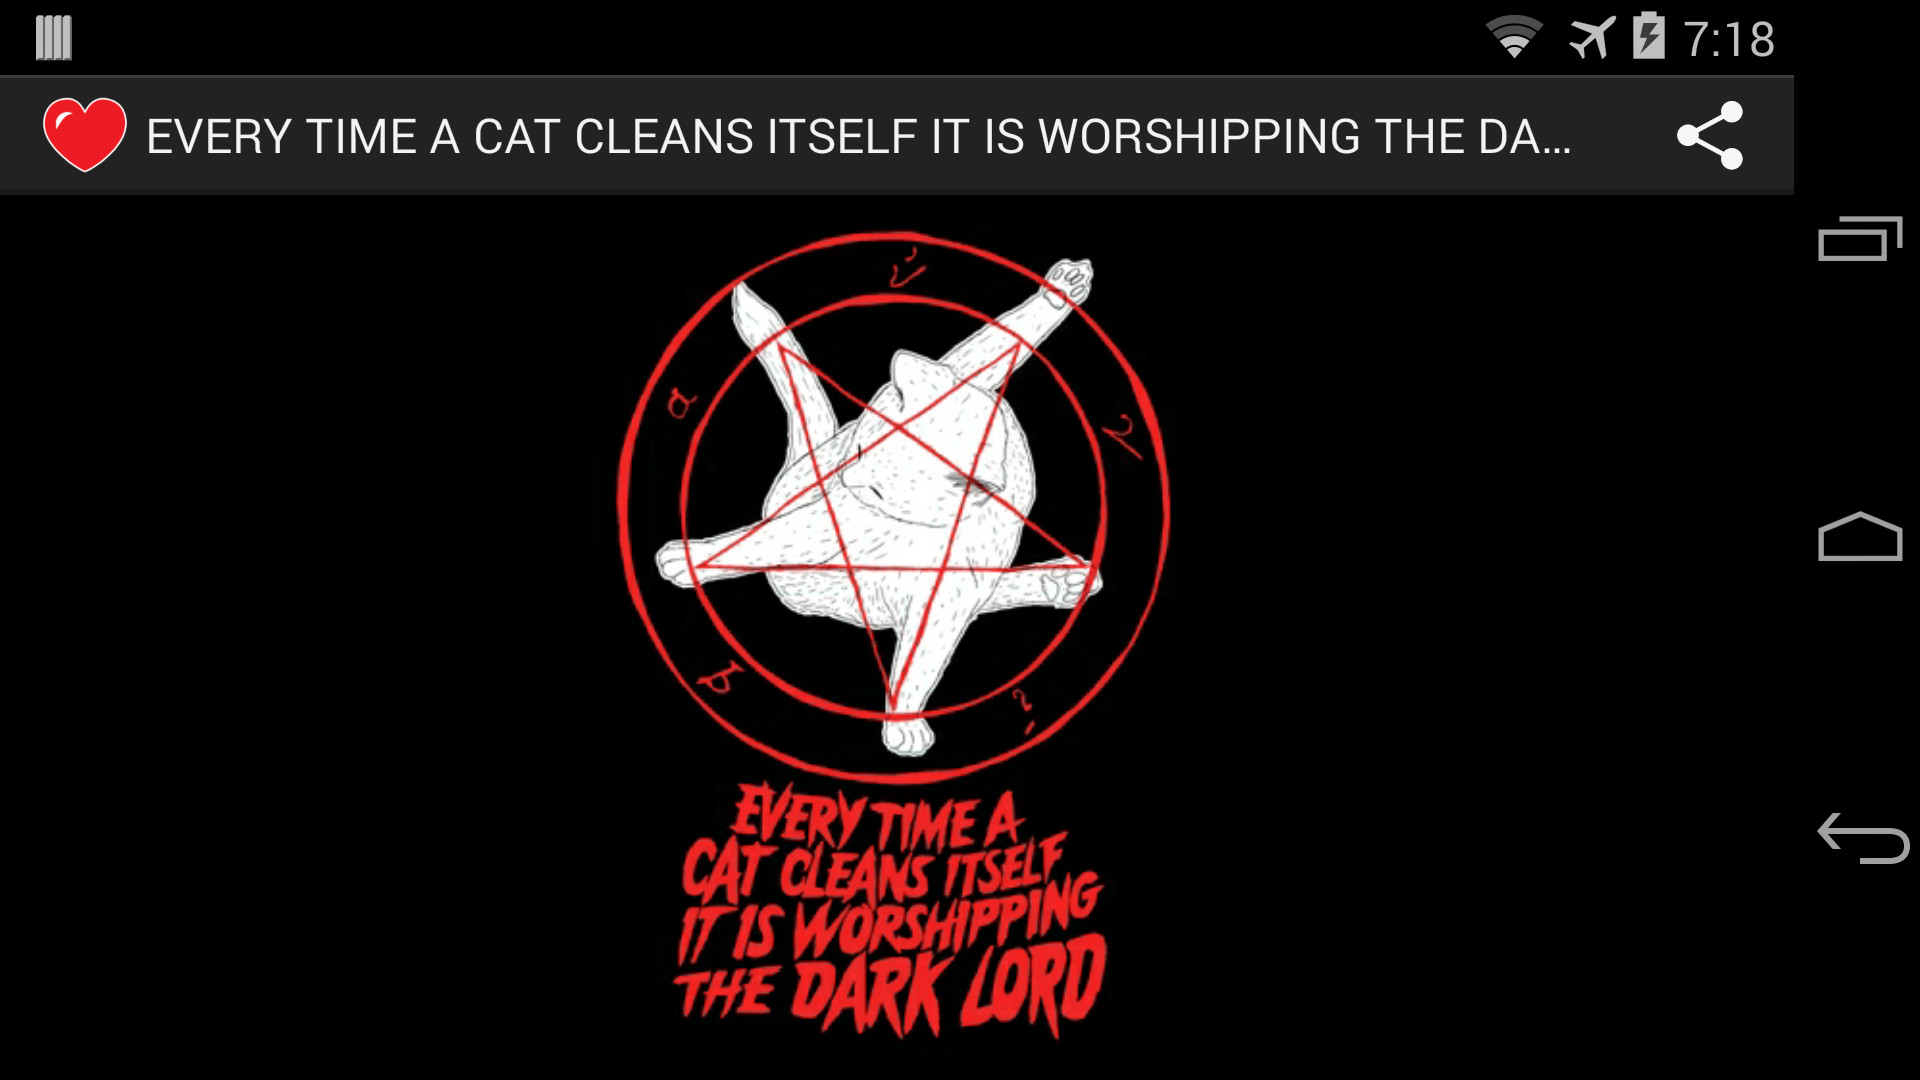 7:18
EVERY TIME A CAT CLEANS ITSELF IT IS WORSHIPPING THE DA...
EVERY TIME A
CAT CLEANS ITSELF
IT IS WORSHIPPING
THE DARK LORD